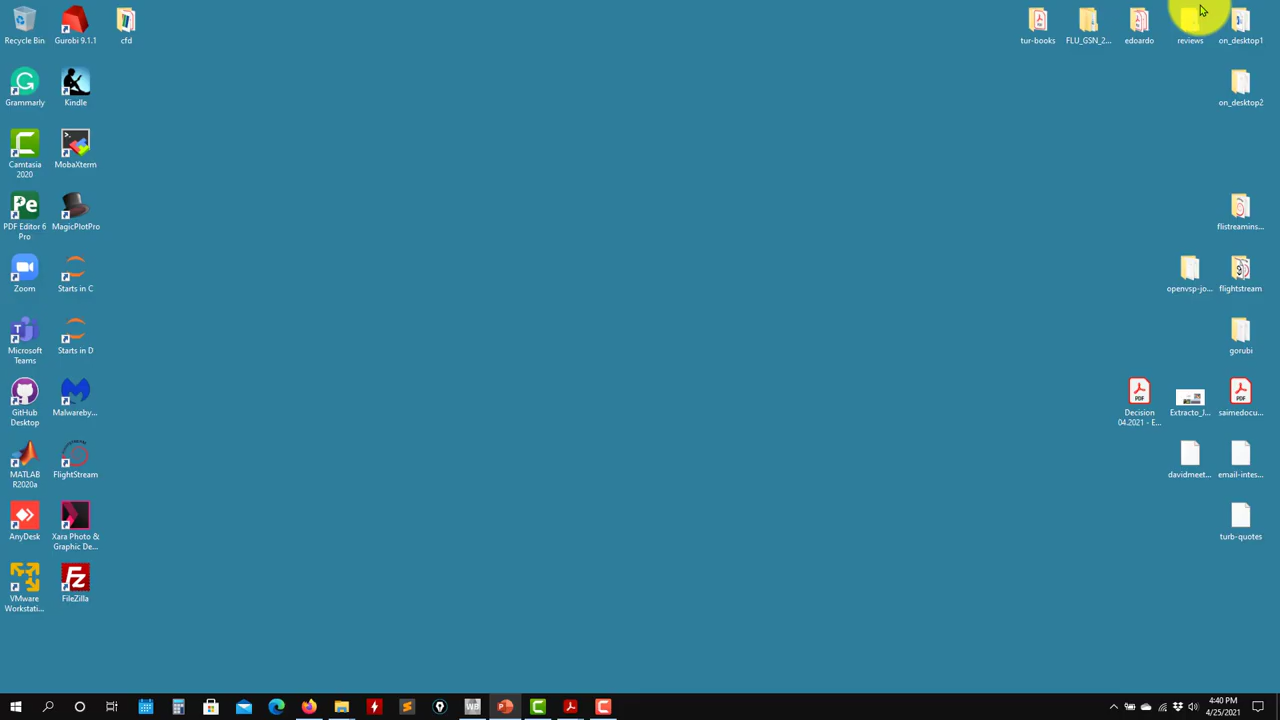 Recycle Bin
Gurobi 9.1.1
cfd
tur-books
FLU_GSN_2...
edoardo
reviews
on_desktop1
Grammarly
Kindle
on_desktop2
Camtasia
2020
MobaXterm
PDF Editor 6
Pro
MagicPlotPro
flistreamins...
Zoom
Starts in C
openvsp-jo...
flightstream
Microsoft
Teams
Starts in D
gorubi
GitHub
Desktop
Malwareby...
Decision
04.2021 - E...
Extracto_J...
saimedocu...
MATLAB
R2020a
FlightStream
davidmeet...
email-intes...
AnyDesk
Xara Photo &
Graphic De...
turb-quotes
VMware
Workstati...
FileZilla
4:40 PM
4/25/2021